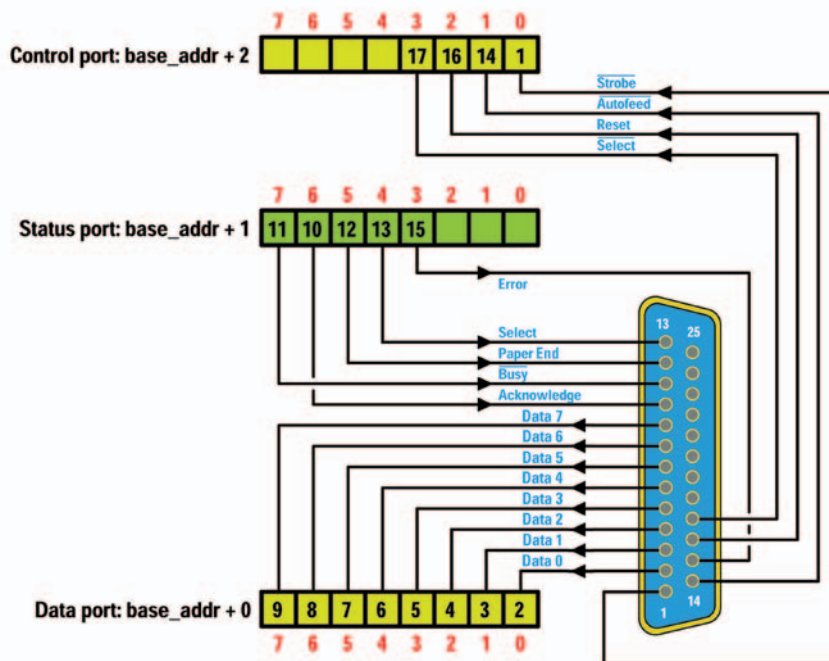 7 6 5 4 3 2 1 0
Control port: base_addr + 2
17 16 14 1
Strobe
Autofeed
Reset
Select
7 6 5 4 3 2 1 0
Status port: base_addr + 1
11 10 12 13 15
Error
13
25
Select
Paper End
Busy
Acknowledge
Data 7
Data 6
Data 5
Data 4
Data 3
Data 2
Data 1
Data 0
Data port: base_addr + 0
9 8 7 6 5 4 3 2
1
14
7 6 5 4 3 2 1 0